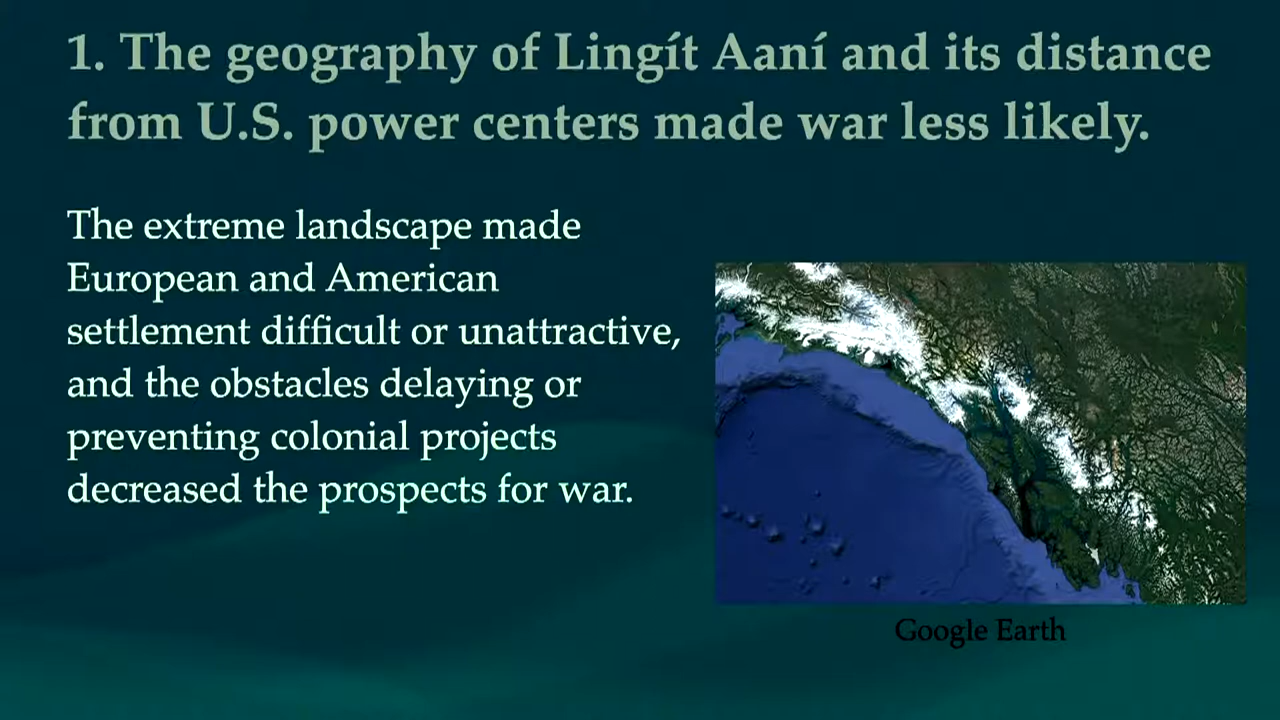 1. The geography of Lingít Aaní and its distance
from U.S. power centers made war less likely.
The extreme landscape made
European and American
settlement difficult or unattractive,
and the obstacles delaying or
preventing colonial projects
decreased the prospects for war.
Google Earth